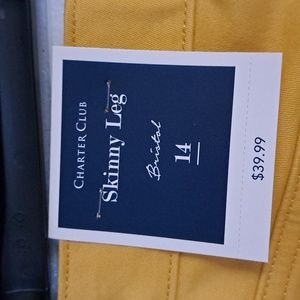 CHARTER CLUB
Skinny Leg
Bristol
14
$39.99